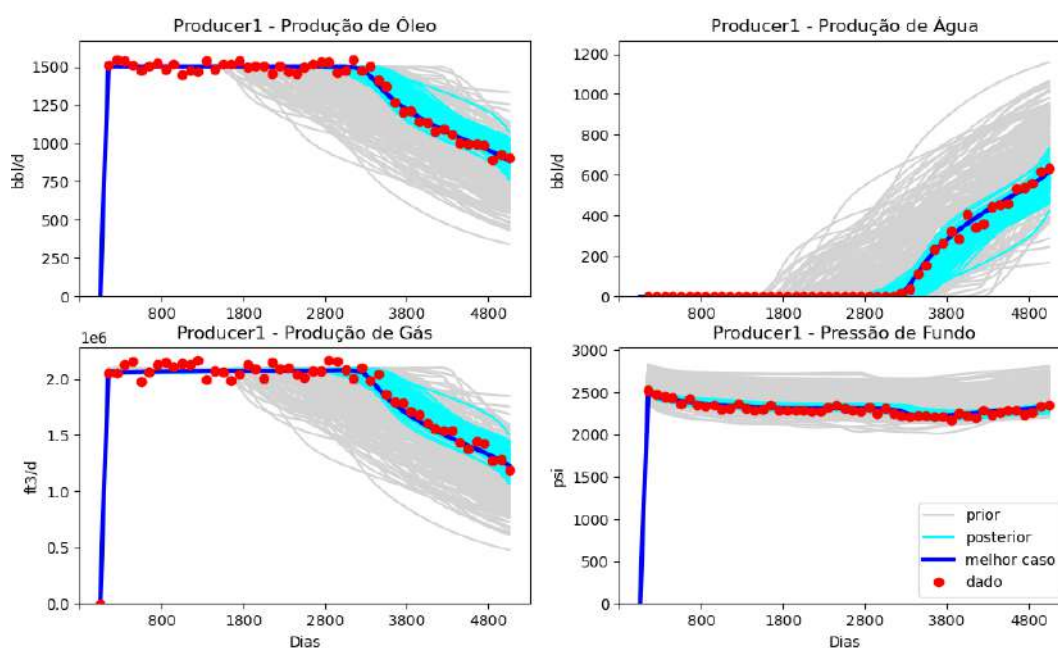 Producer1 - Produção de Óleo
bbl/d
1500
1250
1000
750
500
250
0
800 1800 2800 3800 4800
Producer1 - Produção de Água
bbl/d
1200
1000
800
600
400
200
0
800 1800 2800 3800 4800
Producer1 - Produção de Gás
1e6
ft3/d
2.0
1.5
1.0
0.5
0.0
800 1800 2800 3800 4800
Dias
Producer1 - Pressão de Fundo
psi
3000
2500
2000
1500
1000
500
0
800 1800 2800 3800 4800
Dias
prior
posterior
melhor caso
dado